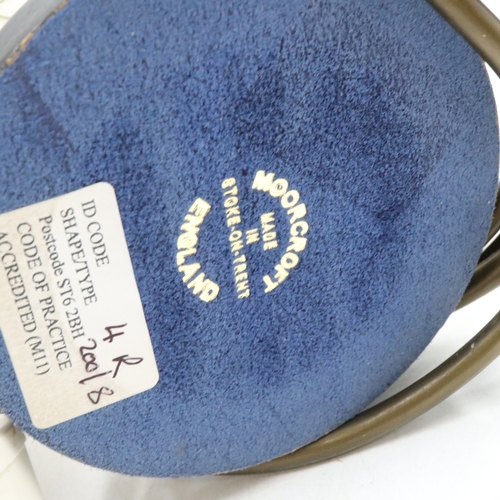 MOORCROFT
MADE
IN
STOKE-ON-TRENT
ENGLAND
ID CODE 4R
SHAPE/TYPE 200/8
Postcode ST6 2BH
CODE OF PRACTICE
ACCREDITED (M11)